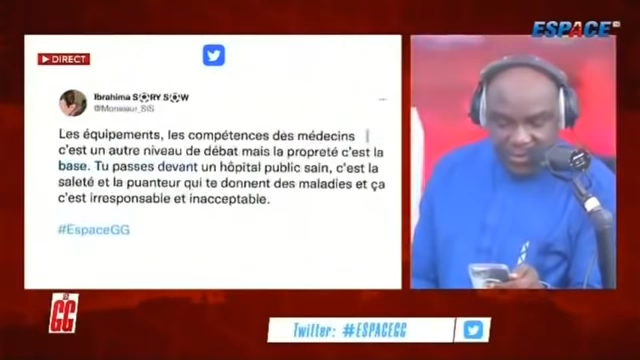 ESPACE
DIRECT
Ibrahima S⚽RY S⚽W
@Monsieur_SIS
Les équipements, les compétences des médecins
c'est un autre niveau de débat mais la propreté c'est la
base. Tu passes devant un hôpital public sain, c'est la
saleté et la puanteur qui te donnent des maladies et ça
c'est irresponsable et inacceptable.
#EspaceGG
GG
Twitter: #ESPACEGG